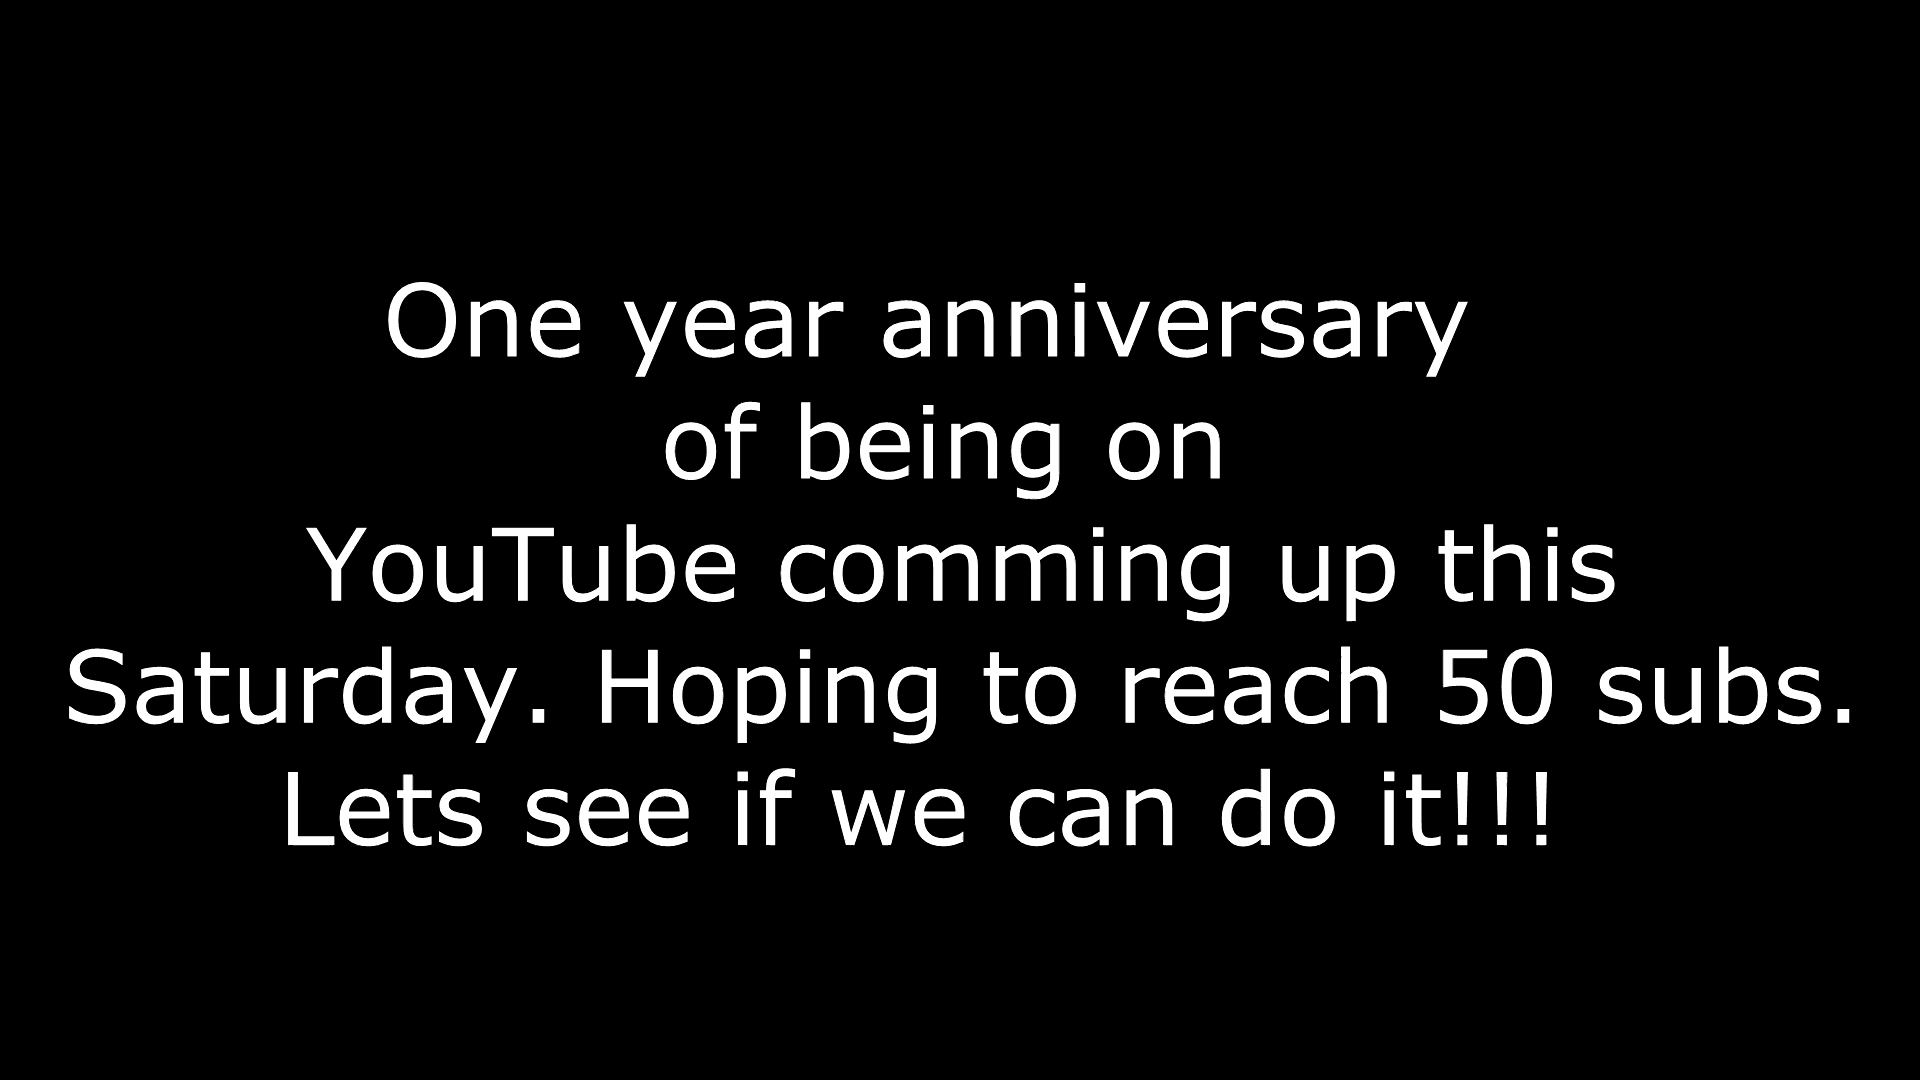 One year anniversary
of being on
YouTube comming up this
Saturday. Hoping to reach 50 subs.
Lets see if we can do it!!!